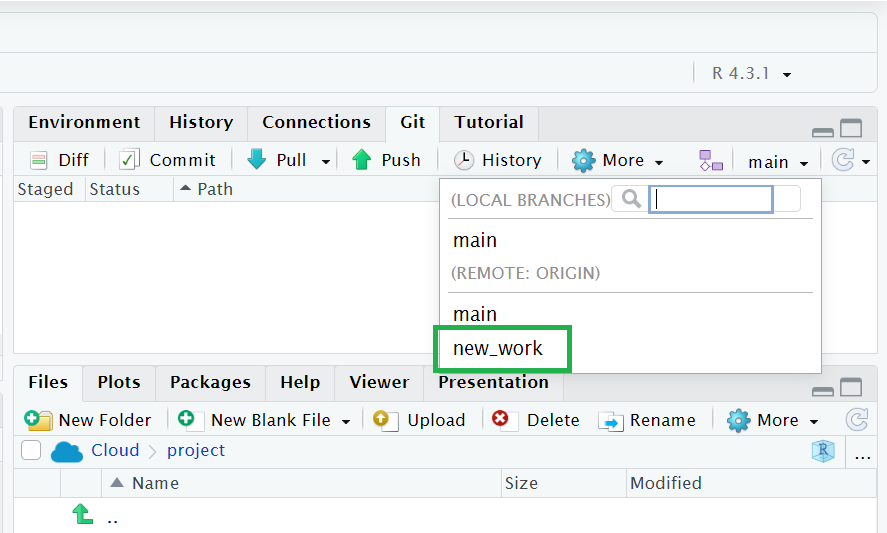 R 4.3.1
Environment History Connections Git Tutorial
Diff Commit Pull Push History More main
Staged Status Path
(LOCAL BRANCHES)
main
(REMOTE: ORIGIN)
main
new_work
Files Plots Packages Help Viewer Presentation
New Folder New Blank File Upload Delete Rename More
Cloud project R ...
Name Size Modified
..